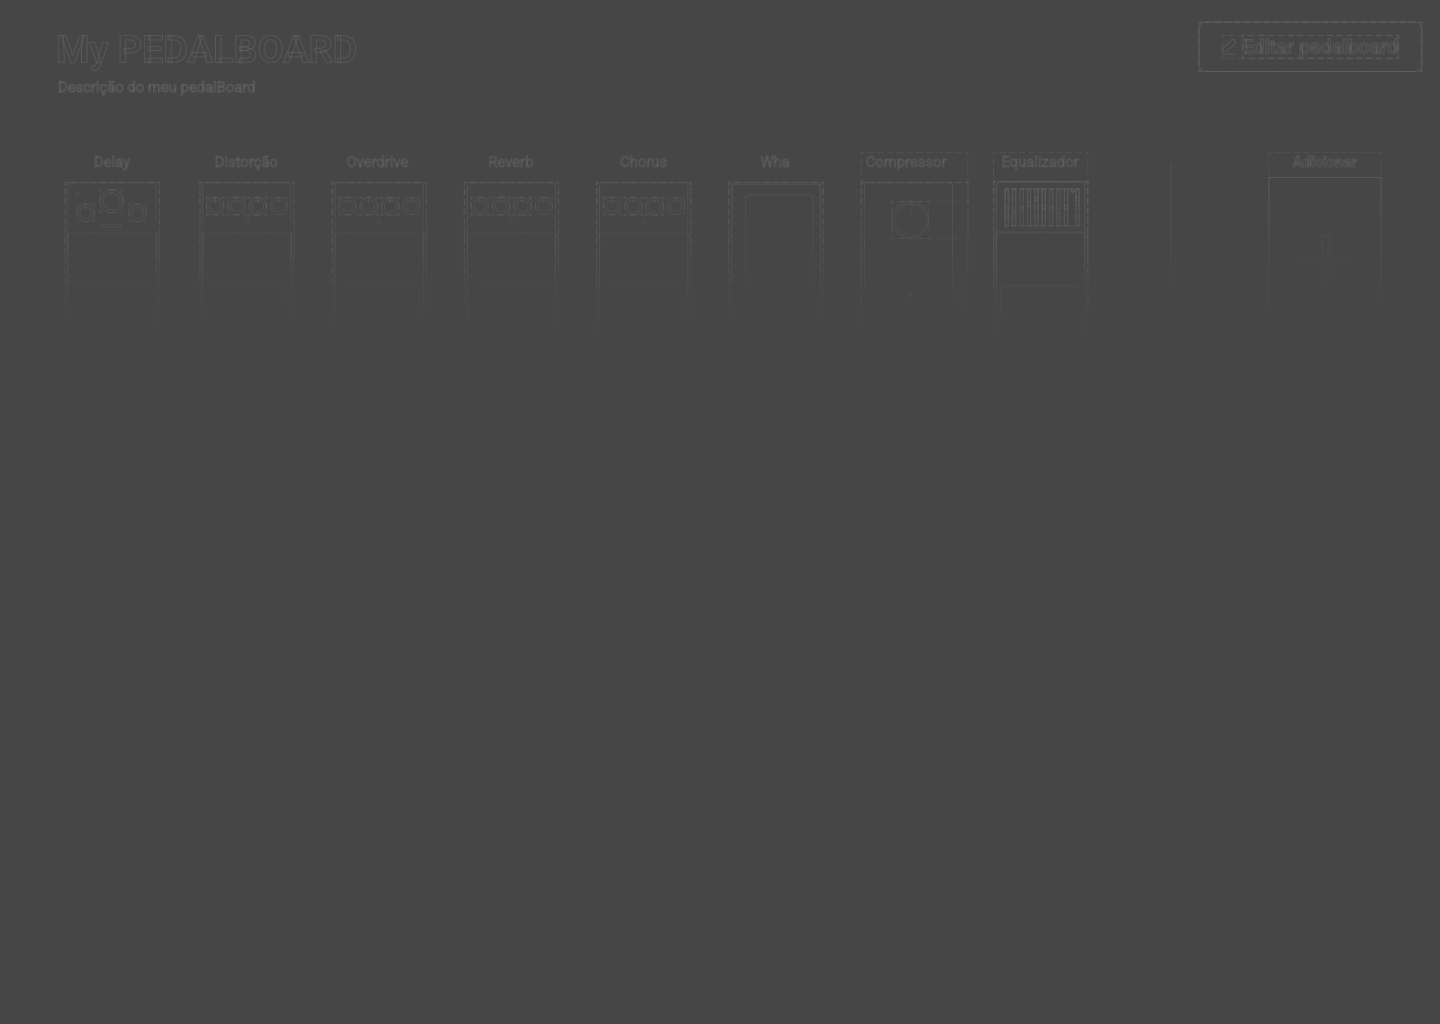 My PEDALBOARD
Editar pedalboard
Descrição do meu pedalBoard
Delay
Distorção
Overdrive
Reverb
Chorus
Wha
Compressor
Equalizador
Adicionar